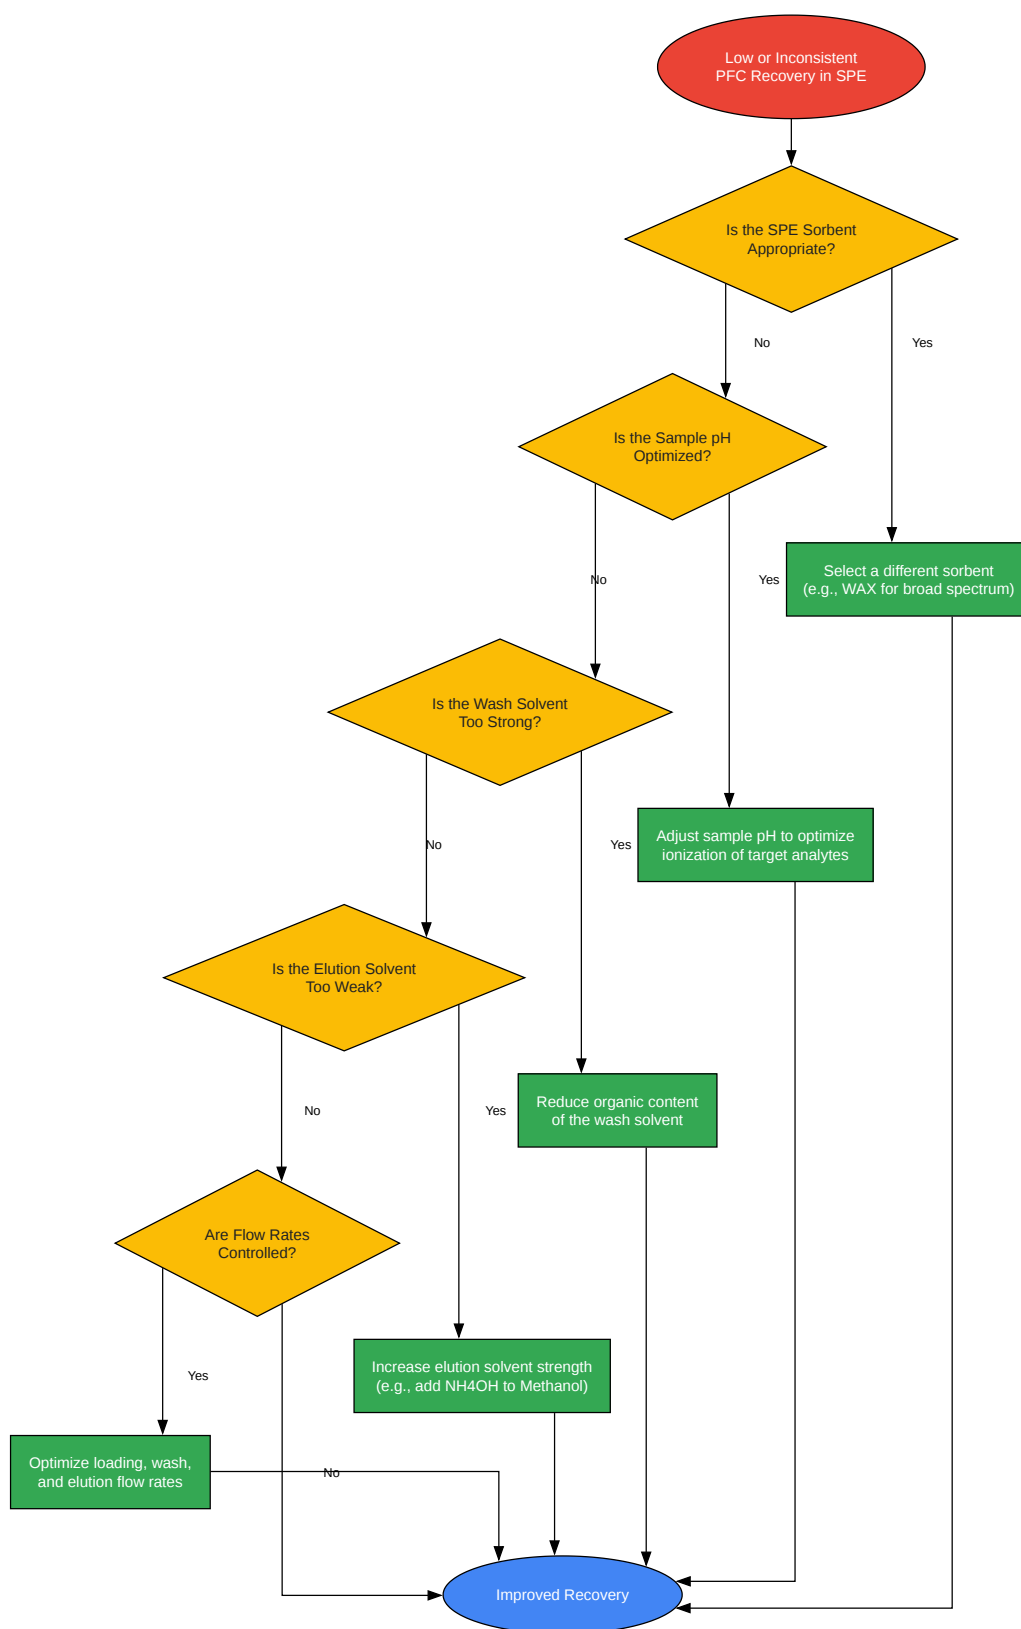 Low or Inconsistent
PFC Recovery in SPE
Is the SPE Sorbent
Appropriate?
No
Yes
Is the Sample pH
Optimized?
No
Yes
Select a different sorbent
(e.g., WAX for broad spectrum)
Is the Wash Solvent
Too Strong?
No
Yes
Adjust sample pH to optimize
ionization of target analytes
Is the Elution Solvent
Too Weak?
No
Yes
Reduce organic content
of the wash solvent
Are Flow Rates
Controlled?
Yes
Increase elution solvent strength
(e.g., add NH4OH to Methanol)
Optimize loading, wash,
and elution flow rates
No
Improved Recovery